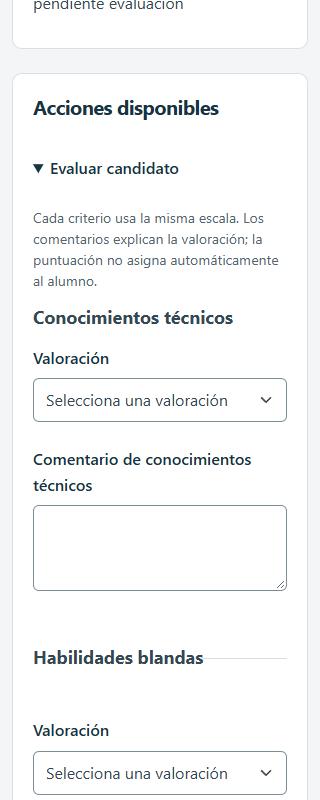 pendiente evaluación
Acciones disponibles
▼ Evaluar candidato
Cada criterio usa la misma escala. Los
comentarios explican la valoración; la
puntuación no asigna automáticamente
al alumno.
Conocimientos técnicos
Valoración
Selecciona una valoración
Comentario de conocimientos
técnicos
Habilidades blandas
Valoración
Selecciona una valoración